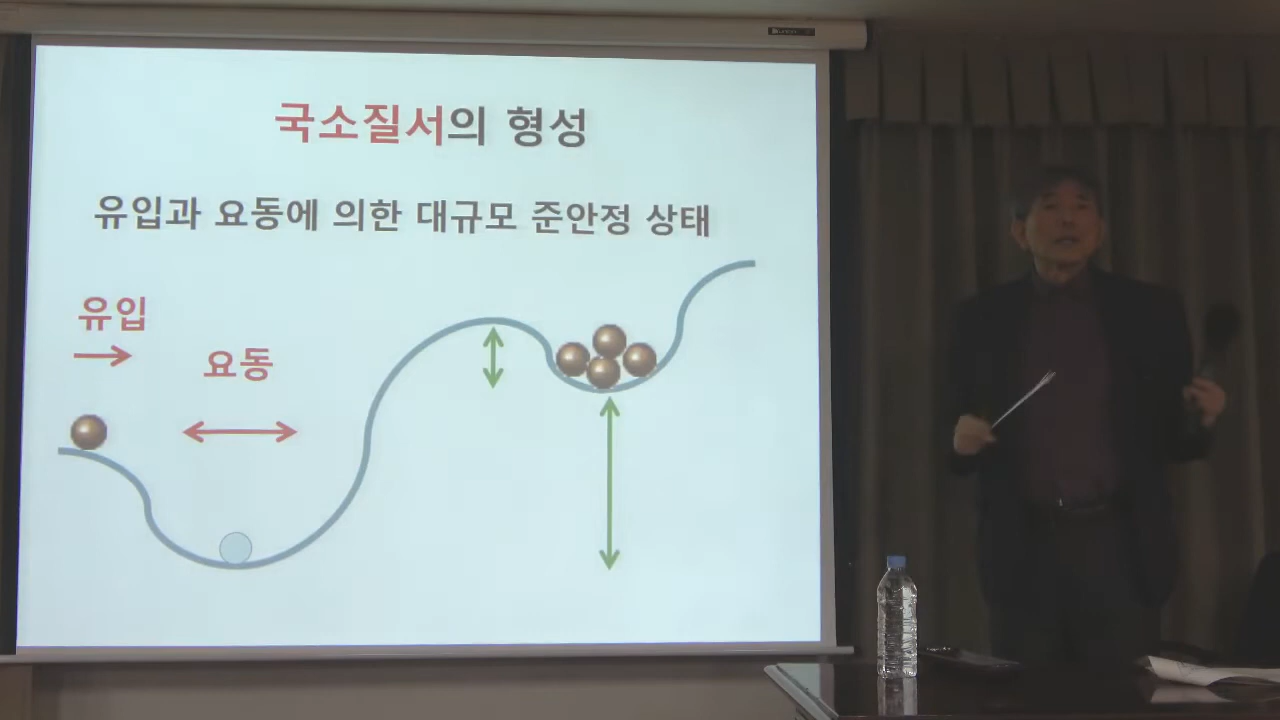 국소질서의 형성
유입과 요동에 의한 대규모 준안정 상태
유입
요동